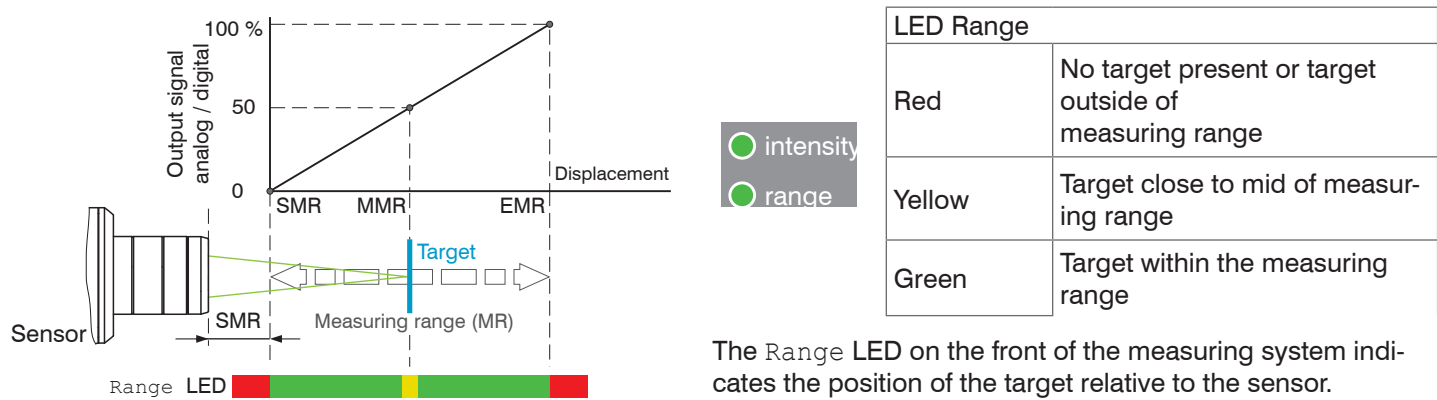 100 %
Output signal
analog / digital
50
0
Displacement
SMR MMR EMR
Target
SMR
Measuring range (MR)
Sensor
Range LED
intensity
range
LED Range
Red
No target present or target
outside of
measuring range
Yellow
Target close to mid of measur-
ing range
Green
Target within the measuring
range
The Range LED on the front of the measuring system indi-
cates the position of the target relative to the sensor.